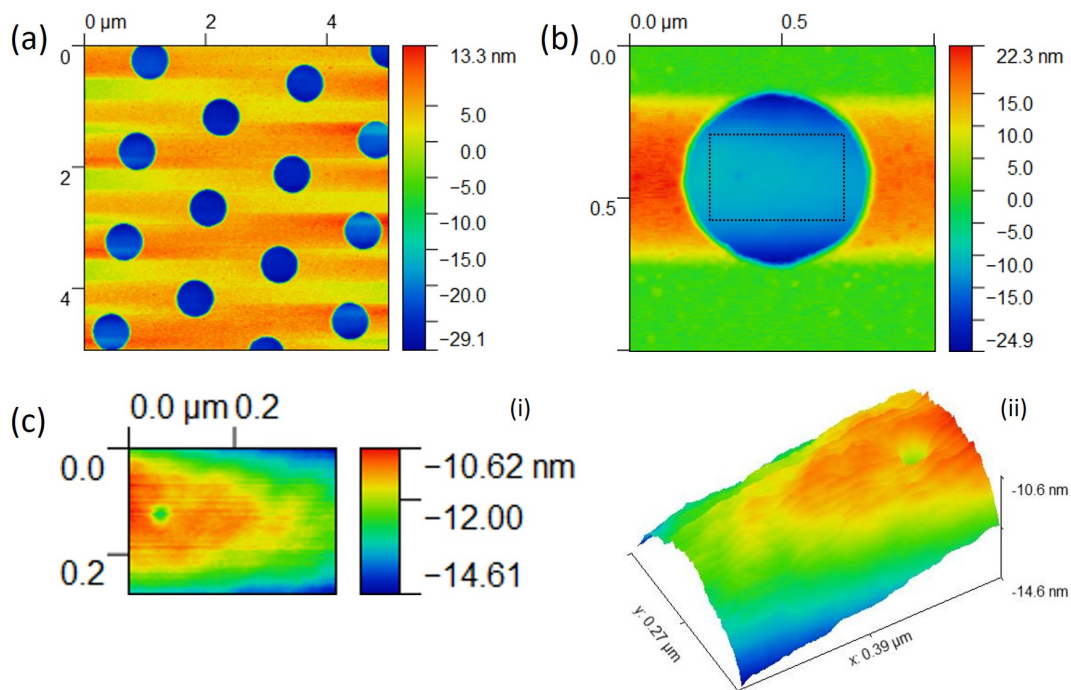 (a)
0 µm 2 4
0
2
4
13.3 nm
5.0
0.0
−5.0
−10.0
−15.0
−20.0
−29.1
(b)
0.0 µm 0.5
0.0
0.5
22.3 nm
15.0
10.0
5.0
0.0
−5.0
−10.0
−15.0
−24.9
(c)
(i)
0.0 µm 0.2
0.0
0.2
−10.62 nm
−12.00
−14.61
(ii)
-10.6 nm
-14.6 nm
y: 0.27 µm
x: 0.39 µm